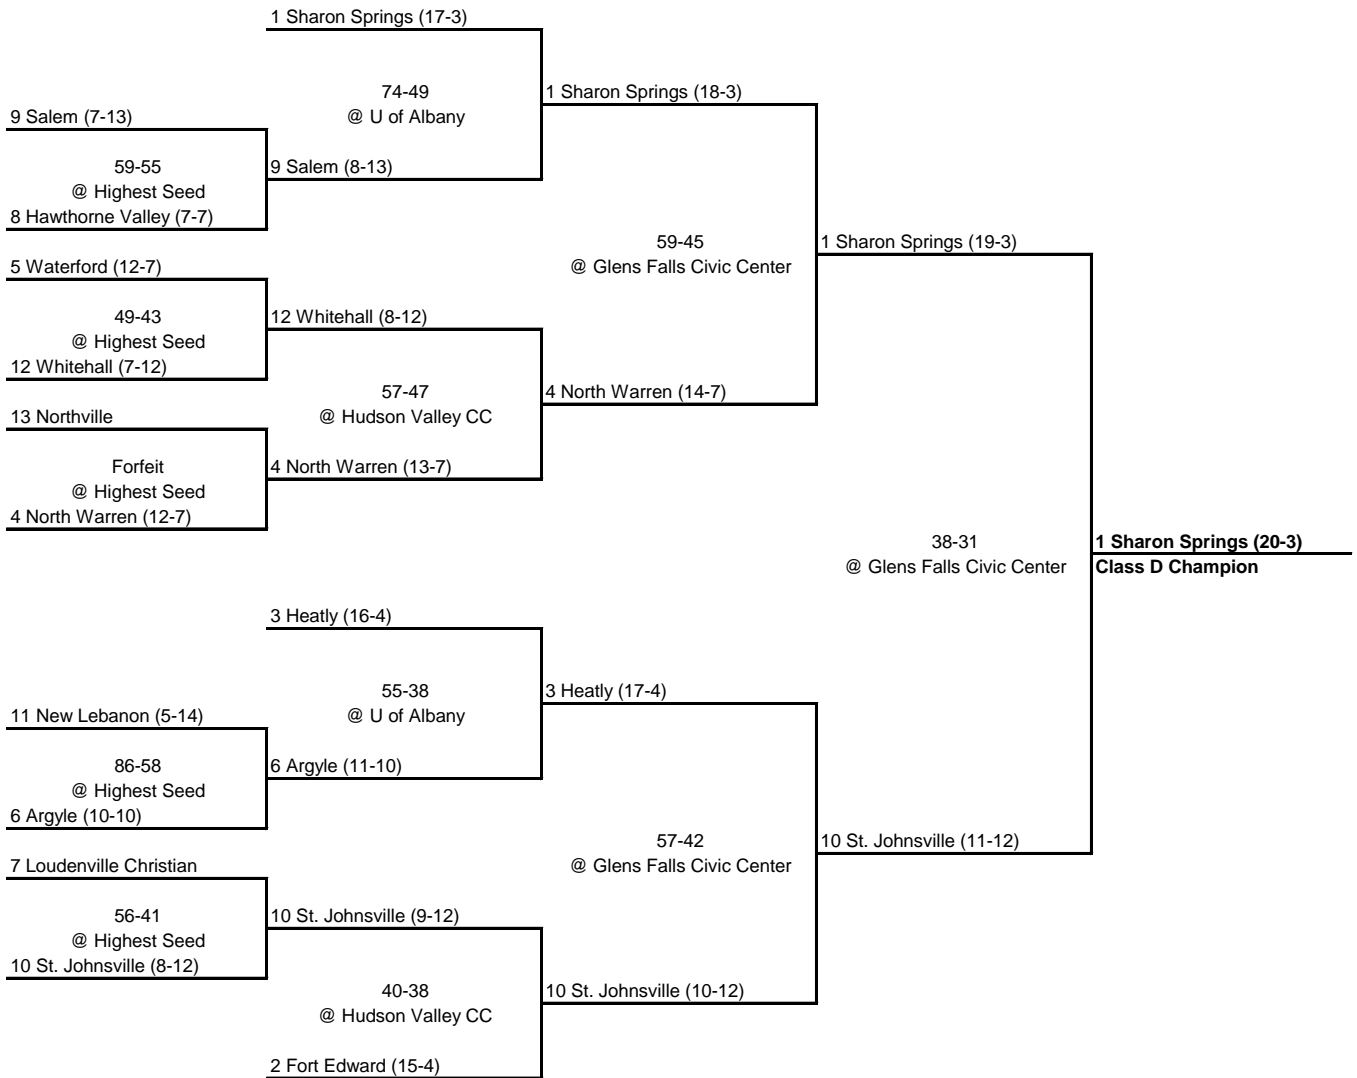 1 Sharon Springs (17-3)
74-49
@ U of Albany
1 Sharon Springs (18-3)
9 Salem (7-13)
59-55
@ Highest Seed
9 Salem (8-13)
8 Hawthorne Valley (7-7)
59-45
@ Glens Falls Civic Center
1 Sharon Springs (19-3)
5 Waterford (12-7)
49-43
@ Highest Seed
12 Whitehall (8-12)
12 Whitehall (7-12)
57-47
@ Hudson Valley CC
4 North Warren (14-7)
13 Northville
Forfeit
@ Highest Seed
4 North Warren (13-7)
4 North Warren (12-7)
38-31
@ Glens Falls Civic Center
1 Sharon Springs (20-3)
Class D Champion
3 Heatly (16-4)
55-38
@ U of Albany
3 Heatly (17-4)
11 New Lebanon (5-14)
86-58
@ Highest Seed
6 Argyle (11-10)
6 Argyle (10-10)
57-42
@ Glens Falls Civic Center
10 St. Johnsville (11-12)
7 Loudenville Christian
56-41
@ Highest Seed
10 St. Johnsville (9-12)
10 St. Johnsville (8-12)
40-38
@ Hudson Valley CC
10 St. Johnsville (10-12)
2 Fort Edward (15-4)